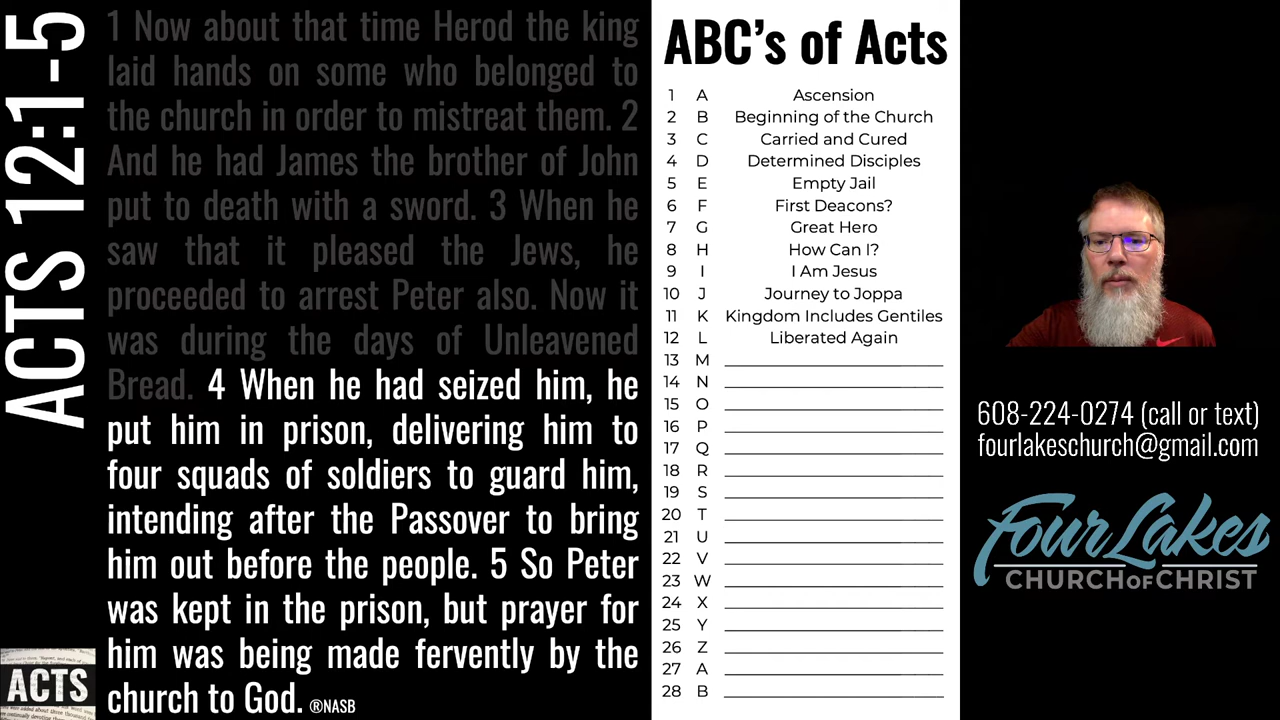 ACTS 12:1-5
1 Now about that time Herod the king
laid hands on some who belonged to
the church in order to mistreat them. 2
And he had James the brother of John
put to death with a sword. 3 When he
saw that it pleased the Jews, he
proceeded to arrest Peter also. Now it
was during the days of Unleavened
Bread. 4 When he had seized him, he
put him in prison, delivering him to
four squads of soldiers to guard him,
intending after the Passover to bring
him out before the people. 5 So Peter
was kept in the prison, but prayer for
him was being made fervently by the
church to God. ®NASB
ACTS
ABC's of Acts
1 A Ascension
2 B Beginning of the Church
3 C Carried and Cured
4 D Determined Disciples
5 E Empty Jail
6 F First Deacons?
7 G Great Hero
8 H How Can I?
9 I I Am Jesus
10 J Journey to Joppa
11 K Kingdom Includes Gentiles
12 L Liberated Again
13 M
14 N
15 O
16 P
17 Q
18 R
19 S
20 T
21 U
22 V
23 W
24 X
25 Y
26 Z
27 A
28 B
608-224-0274 (call or text)
fourlakeschurch@gmail.com
Four Lakes
CHURCH OF CHRIST